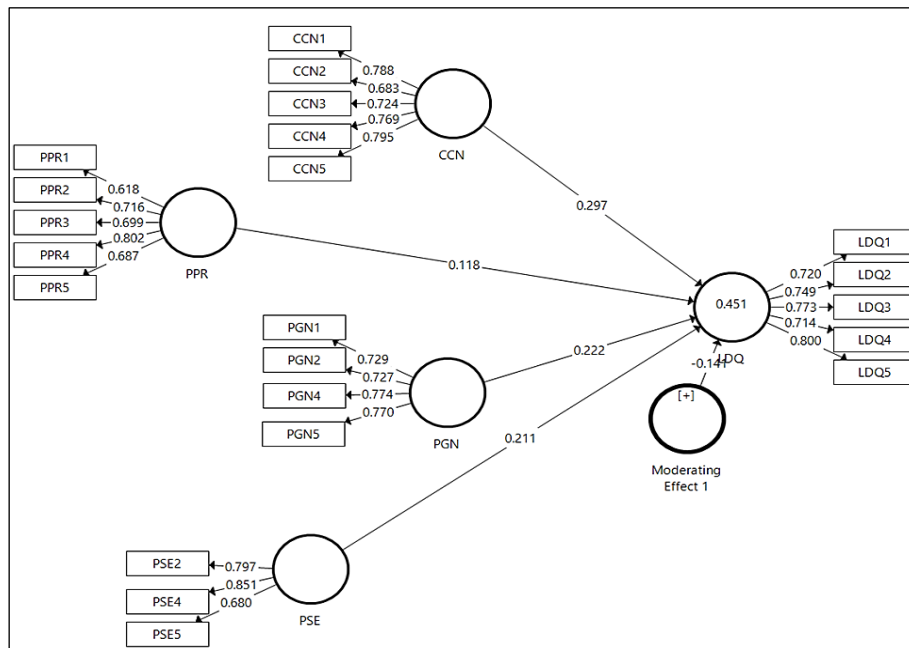 CCN1
CCN2
CCN3
CCN4
CCN5
0.788
0.683
0.724
0.769
0.795
CCN
0.297
PPR1
PPR2
PPR3
PPR4
PPR5
0.618
0.716
0.699
0.802
0.687
PPR
0.118
PGN1
PGN2
PGN4
PGN5
0.729
0.727
0.774
0.770
PGN
0.222
PSE2
PSE4
PSE5
0.797
0.851
0.680
PSE
0.211
0.451
LDQ
-0.141
[+]
Moderating
Effect 1
0.720
0.749
0.773
0.714
0.800
LDQ1
LDQ2
LDQ3
LDQ4
LDQ5